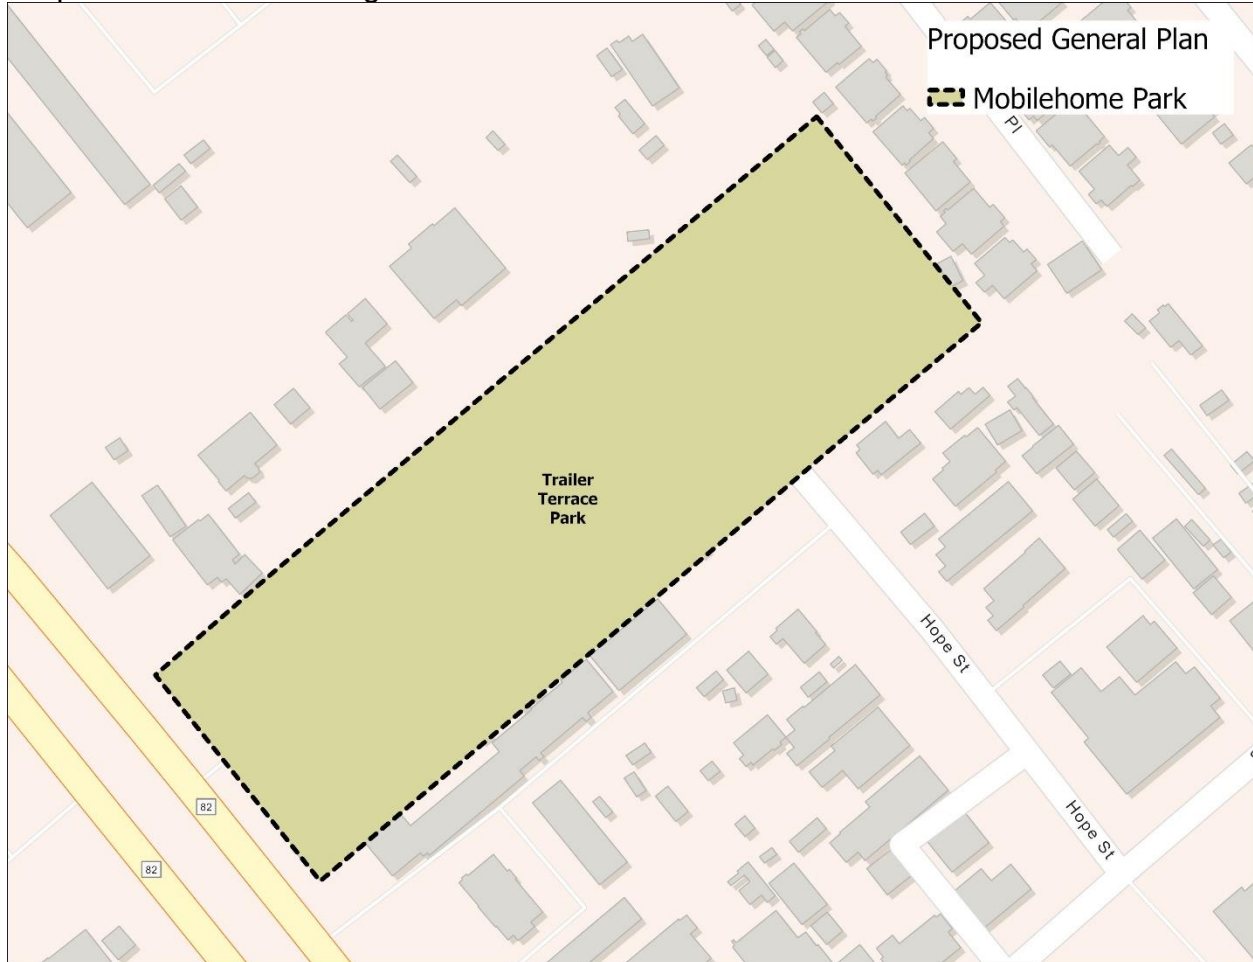 Proposed General Plan
Mobilehome Park
Pl
Trailer
Terrace
Park
Hope St
82
Hope St
82